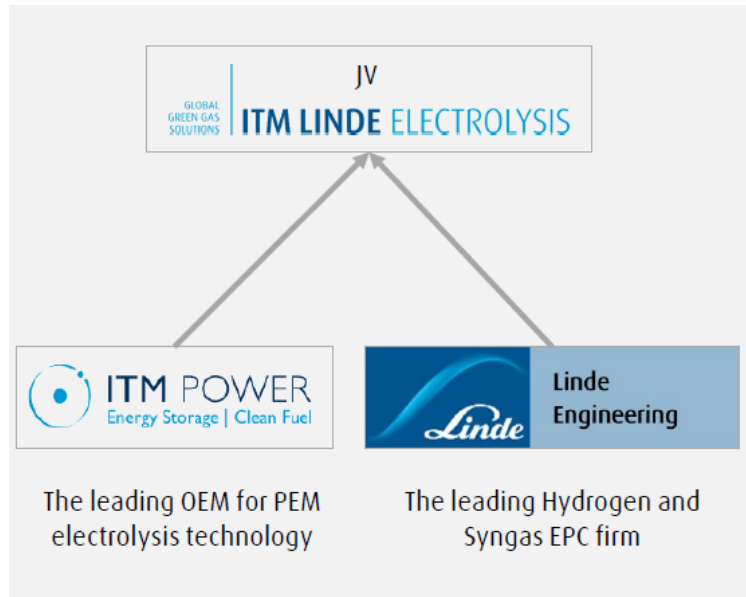 JV
GLOBAL
GREEN GAS
SOLUTIONS
ITM LINDE ELECTROLYSIS
ITM POWER
Energy Storage | Clean Fuel
Linde
Linde
Engineering
The leading OEM for PEM
electrolysis technology
The leading Hydrogen and
Syngas EPC firm